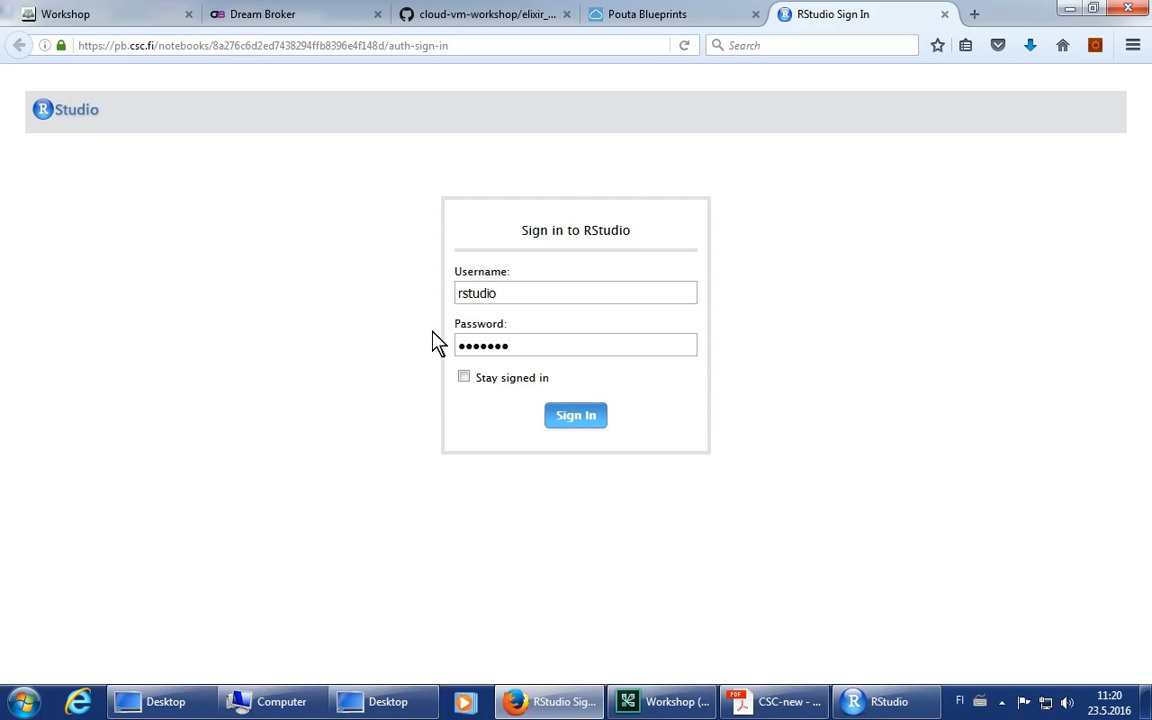 Workshop
Dream Broker
cloud-vm-workshop/elixir_...
Pouta Blueprints
RStudio Sign In
https://pb.csc.fi/notebooks/8a276c6d2ed7438294ffb8396e4f148d/auth-sign-in
Search
R Studio
Sign in to RStudio
Username:
rstudio
Password:
•••••••
Stay signed in
Sign In
Desktop
Computer
Desktop
RStudio Sig...
Workshop (...
PDF
CSC-new - ...
R
RStudio
FI
11:20
23.5.2016